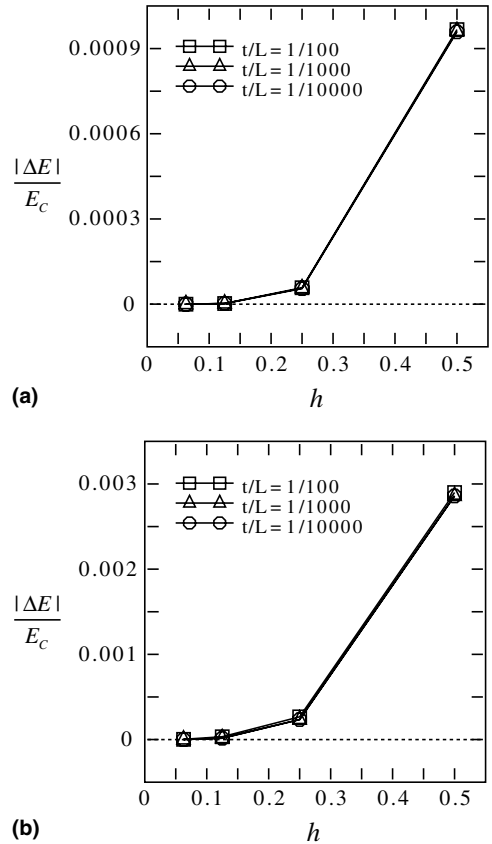 0.0009
0.0006
0.0003
0
|ΔE|
E_C
t/L=1/100
t/L=1/1000
t/L=1/10000
0 0.1 0.2 0.3 0.4 0.5
(a)
h
0.003
0.002
0.001
0
|ΔE|
E_C
t/L=1/100
t/L=1/1000
t/L=1/10000
0 0.1 0.2 0.3 0.4 0.5
(b)
h